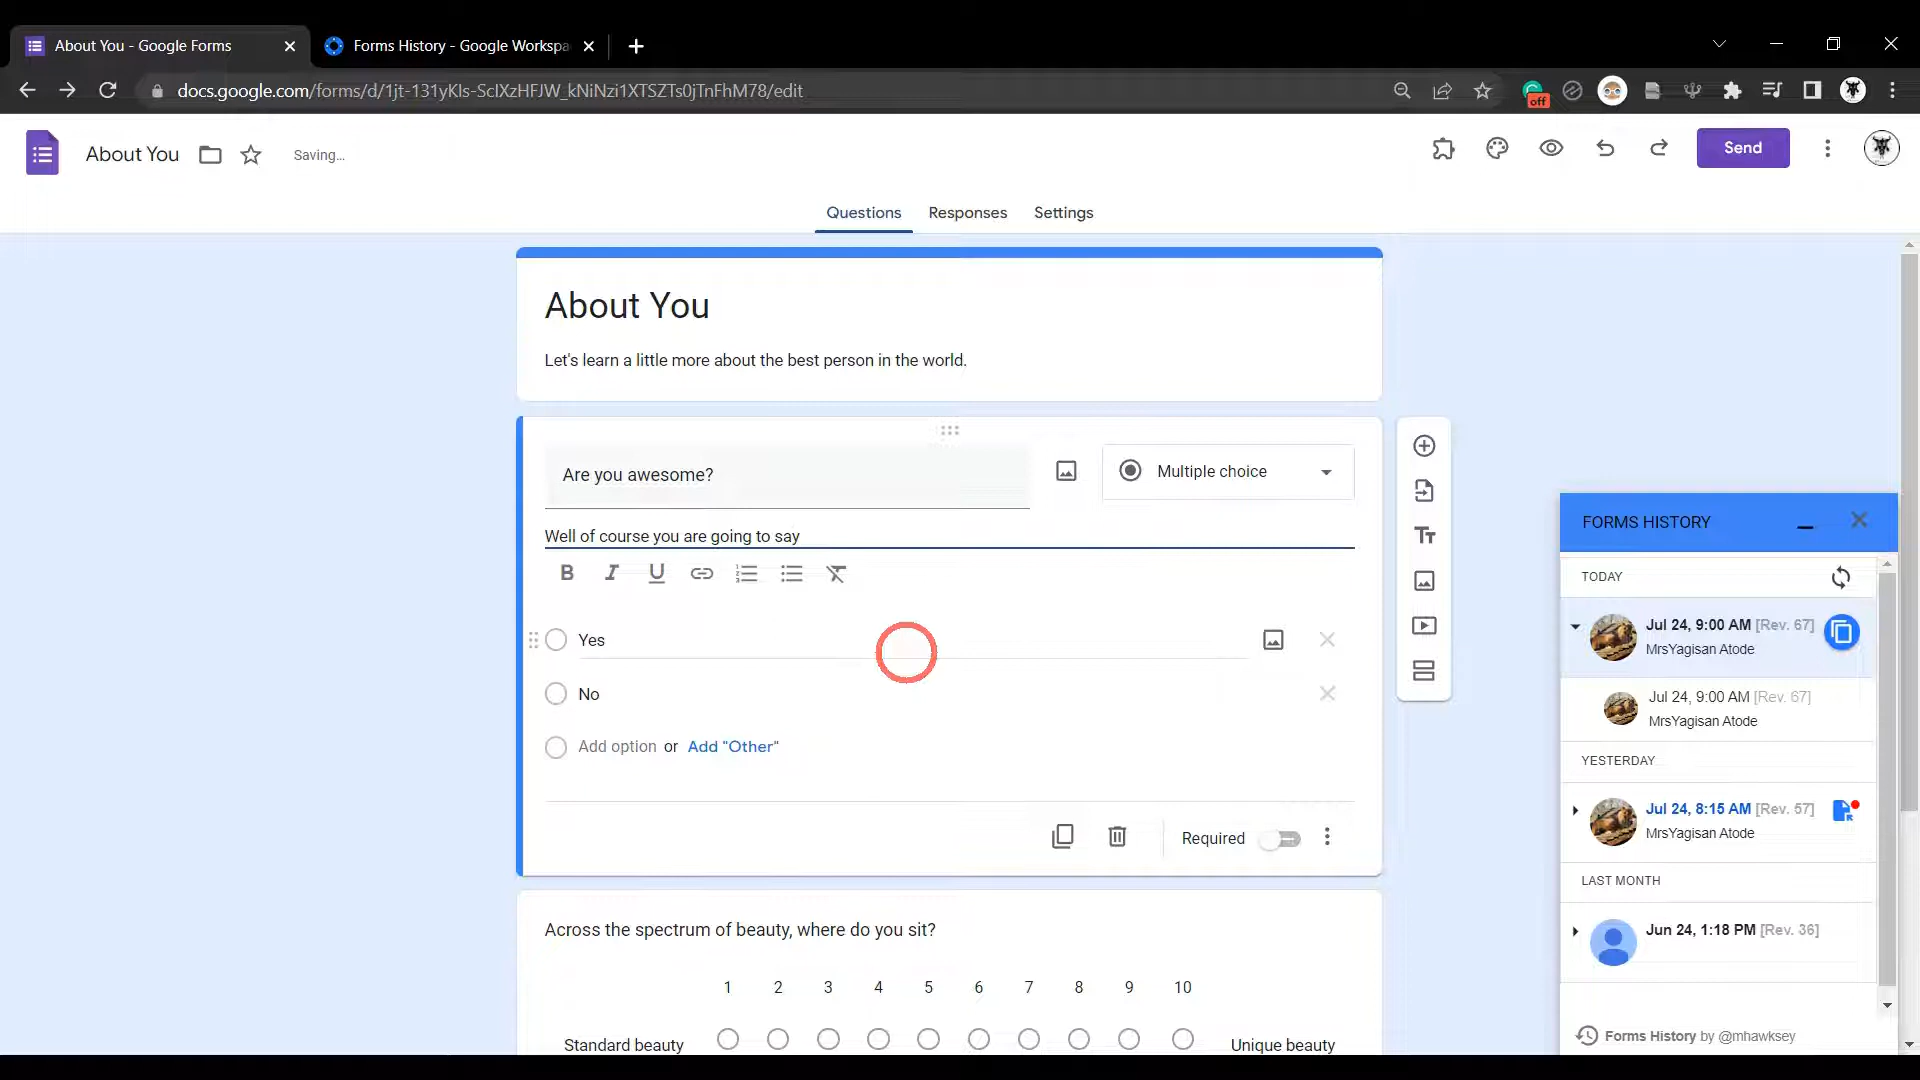 About You - Google Forms
Forms History - Google Workspa
docs.google.com/forms/d/1jt-131yKIs-ScIXzHFJW_kNiNzi1XTSZTs0jTnFhM78/edit
off
About You
Saving...
Send
Questions
Responses
Settings
About You
Let's learn a little more about the best person in the world.
Are you awesome?
Multiple choice
Well of course you are going to say
B I U
Yes
No
Add option or Add "Other"
Required
Across the spectrum of beauty, where do you sit?
1 2 3 4 5 6 7 8 9 10
Standard beauty
Unique beauty
Tt
FORMS HISTORY
TODAY
Jul 24, 9:00 AM [Rev. 67]
MrsYagisan Atode
Jul 24, 9:00 AM [Rev. 67]
MrsYagisan Atode
YESTERDAY
Jul 24, 8:15 AM [Rev. 57]
MrsYagisan Atode
LAST MONTH
Jun 24, 1:18 PM [Rev. 36]
Forms History by @mhawksey